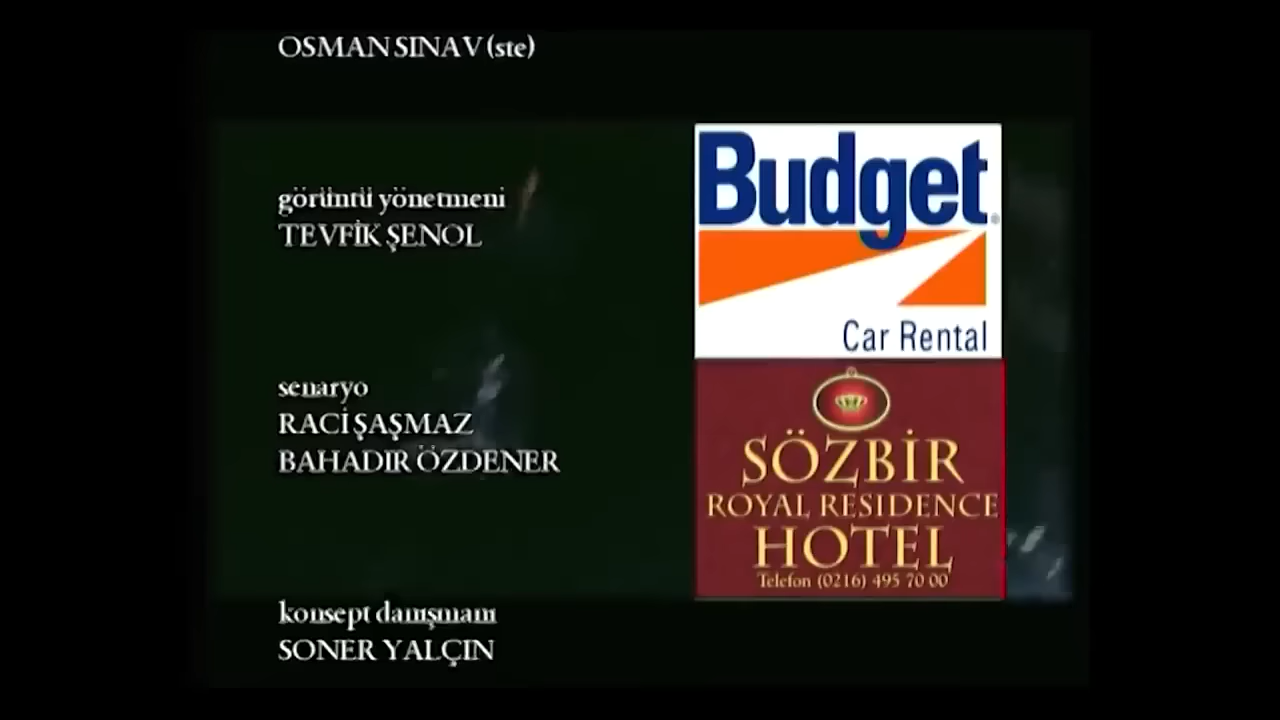 OSMAN SINAV (ste)
görüntü yönetmeni
TEVFİK ŞENOL
senaryo
RACİ ŞAŞMAZ
BAHADIR ÖZDENER
konsept danışmanı
SONER YALÇIN
Budget
Car Rental
SÖZBİR
ROYAL RESIDENCE
HOTEL
Telefon (0216) 495 70 00